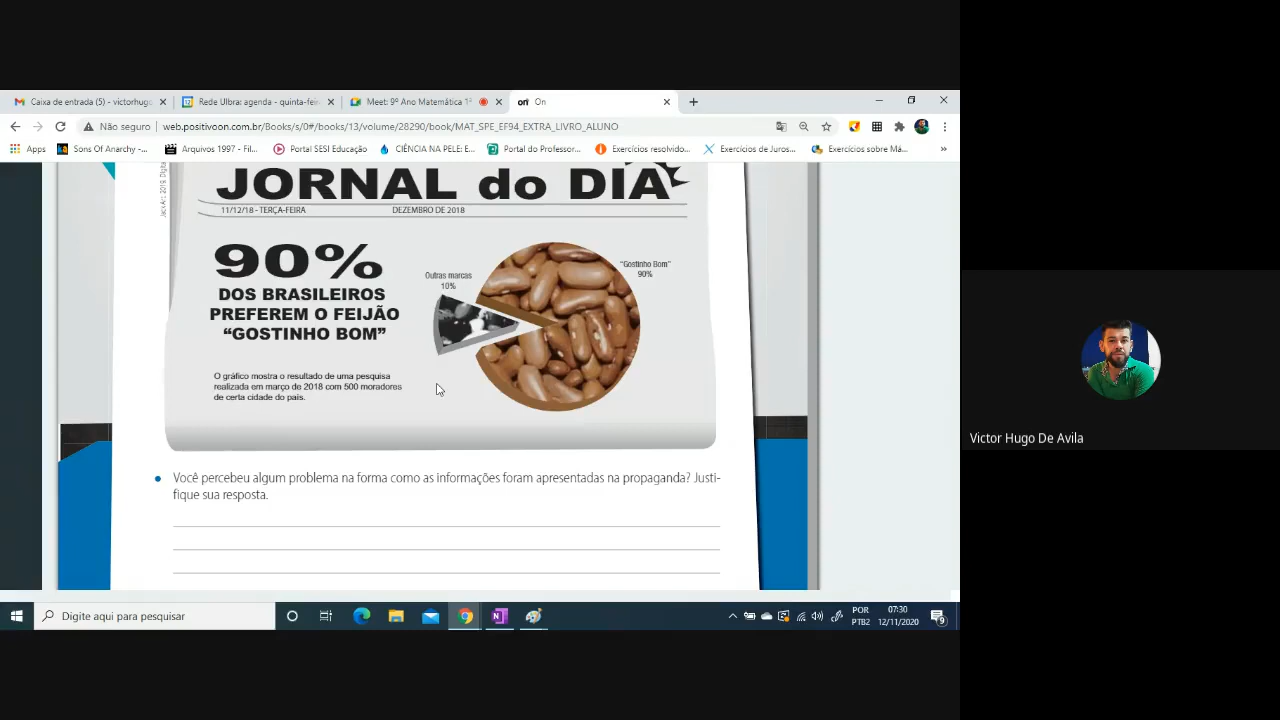 Caixa de entrada (5) - victorhugo
Rede Ulbra: agenda - quinta-fei
Meet: 9º Ano Matemática 1º
On
Não seguro
web.positivoon.com.br/Books/s/0#/books/13/volume/28290/book/MAT_SPE_EF94_EXTRA_LIVRO_ALUNO
Apps
Sons Of Anarchy -...
Arquivos 1997 - Fil...
Portal SESI Educação
CIÊNCIA NA PELE: E...
Portal do Professor...
Exercícios resolvido...
Exercícios de Juros...
Exercícios sobre Má...
JORNAL do DIA
11/12/18 - TERÇA-FEIRA
DEZEMBRO DE 2018
90%
DOS BRASILEIROS
PREFEREM O FEIJÃO
“GOSTINHO BOM”
Outras marcas
10%
“Gostinho Bom”
90%
O gráfico mostra o resultado de uma pesquisa
realizada em março de 2018 com 500 moradores
de certa cidade do país.
Você percebeu algum problema na forma como as informações foram apresentadas na propaganda? Justi-
fique sua resposta.
Victor Hugo De Avila
Digite aqui para pesquisar
POR
PTB2
07:30
12/11/2020